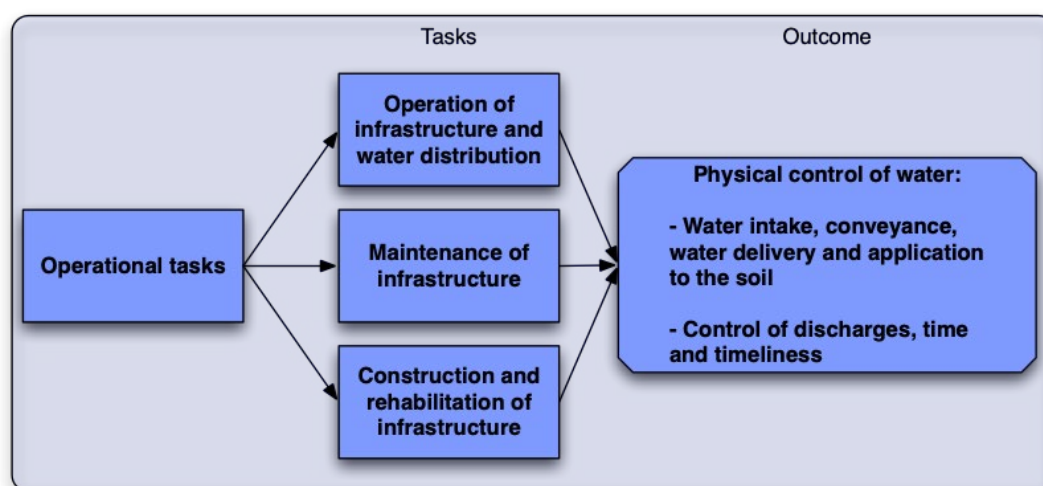 Tasks
Outcome
Operational tasks
Operation of
infrastructure and
water distribution
Maintenance of
infrastructure
Construction and
rehabilitation of
infrastructure
Physical control of water:
- Water intake, conveyance,
water delivery and application
to the soil
- Control of discharges, time
and timeliness